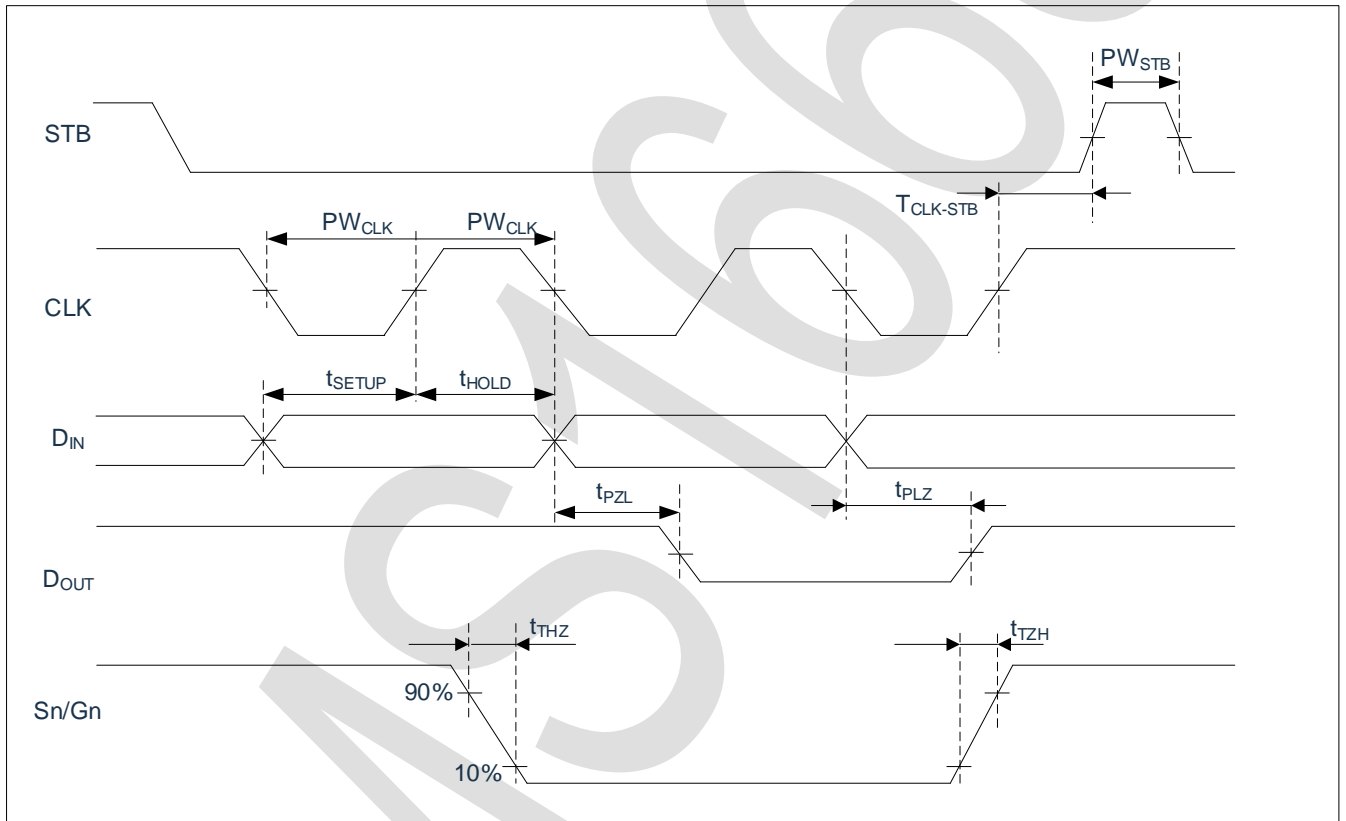 PWSTB
STB
TCLK-STB
PWCLK PWCLK
CLK
tSETUP tHOLD
DIN
tPZL tPLZ
DOUT
tTHZ tTZH
90%
Sn/Gn
10%